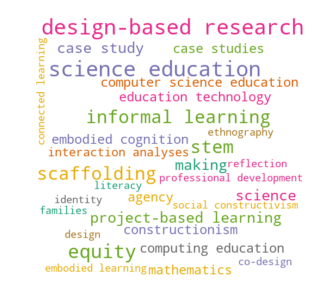 design-based research
case study
case studies
connected learning
science education
computer science education
education technology
informal learning
ethnography
embodied cognition
stem
interaction analyses
making
reflection
scaffolding
professional development
literacy
identity
agency
science
families
social constructivism
project-based learning
design
constructionism
equity
computing education
co-design
embodied learning
mathematics